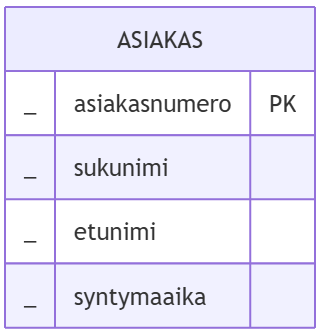 ASIAKAS
_ asiakasnumero PK
_ sukunimi
_ etunimi
_ syntymaaika